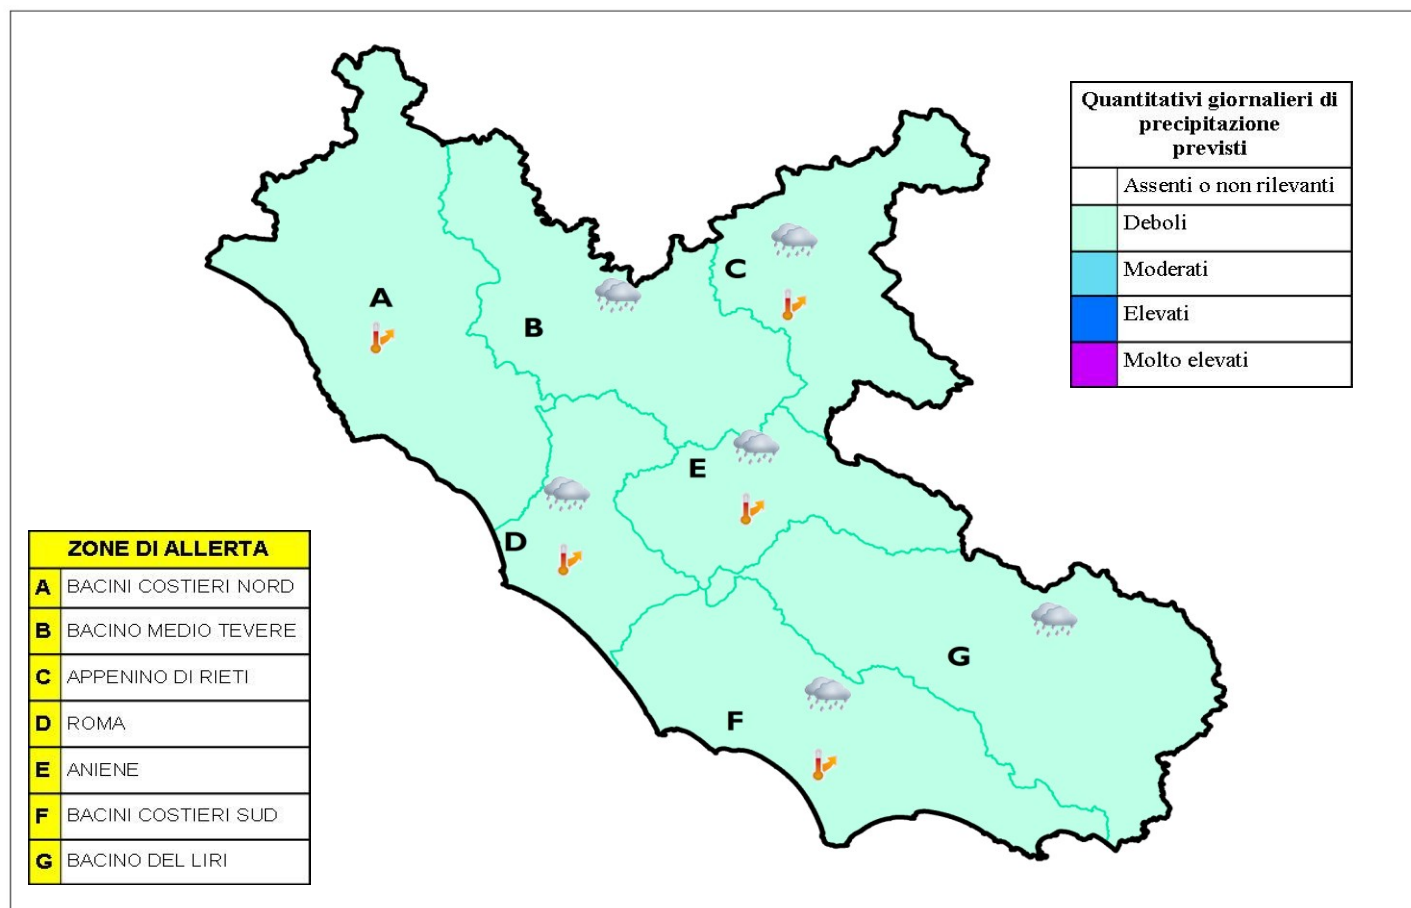 Quantitativi giornalieri di
precipitazione
previsti
Assenti o non rilevanti
Deboli
Moderati
Elevati
Molto elevati
A
B
C
D
E
F
G
ZONE DI ALLERTA
A BACINI COSTIERI NORD
B BACINO MEDIO TEVERE
C APPENINO DI RIETI
D ROMA
E ANIENE
F BACINI COSTIERI SUD
G BACINO DEL LIRI